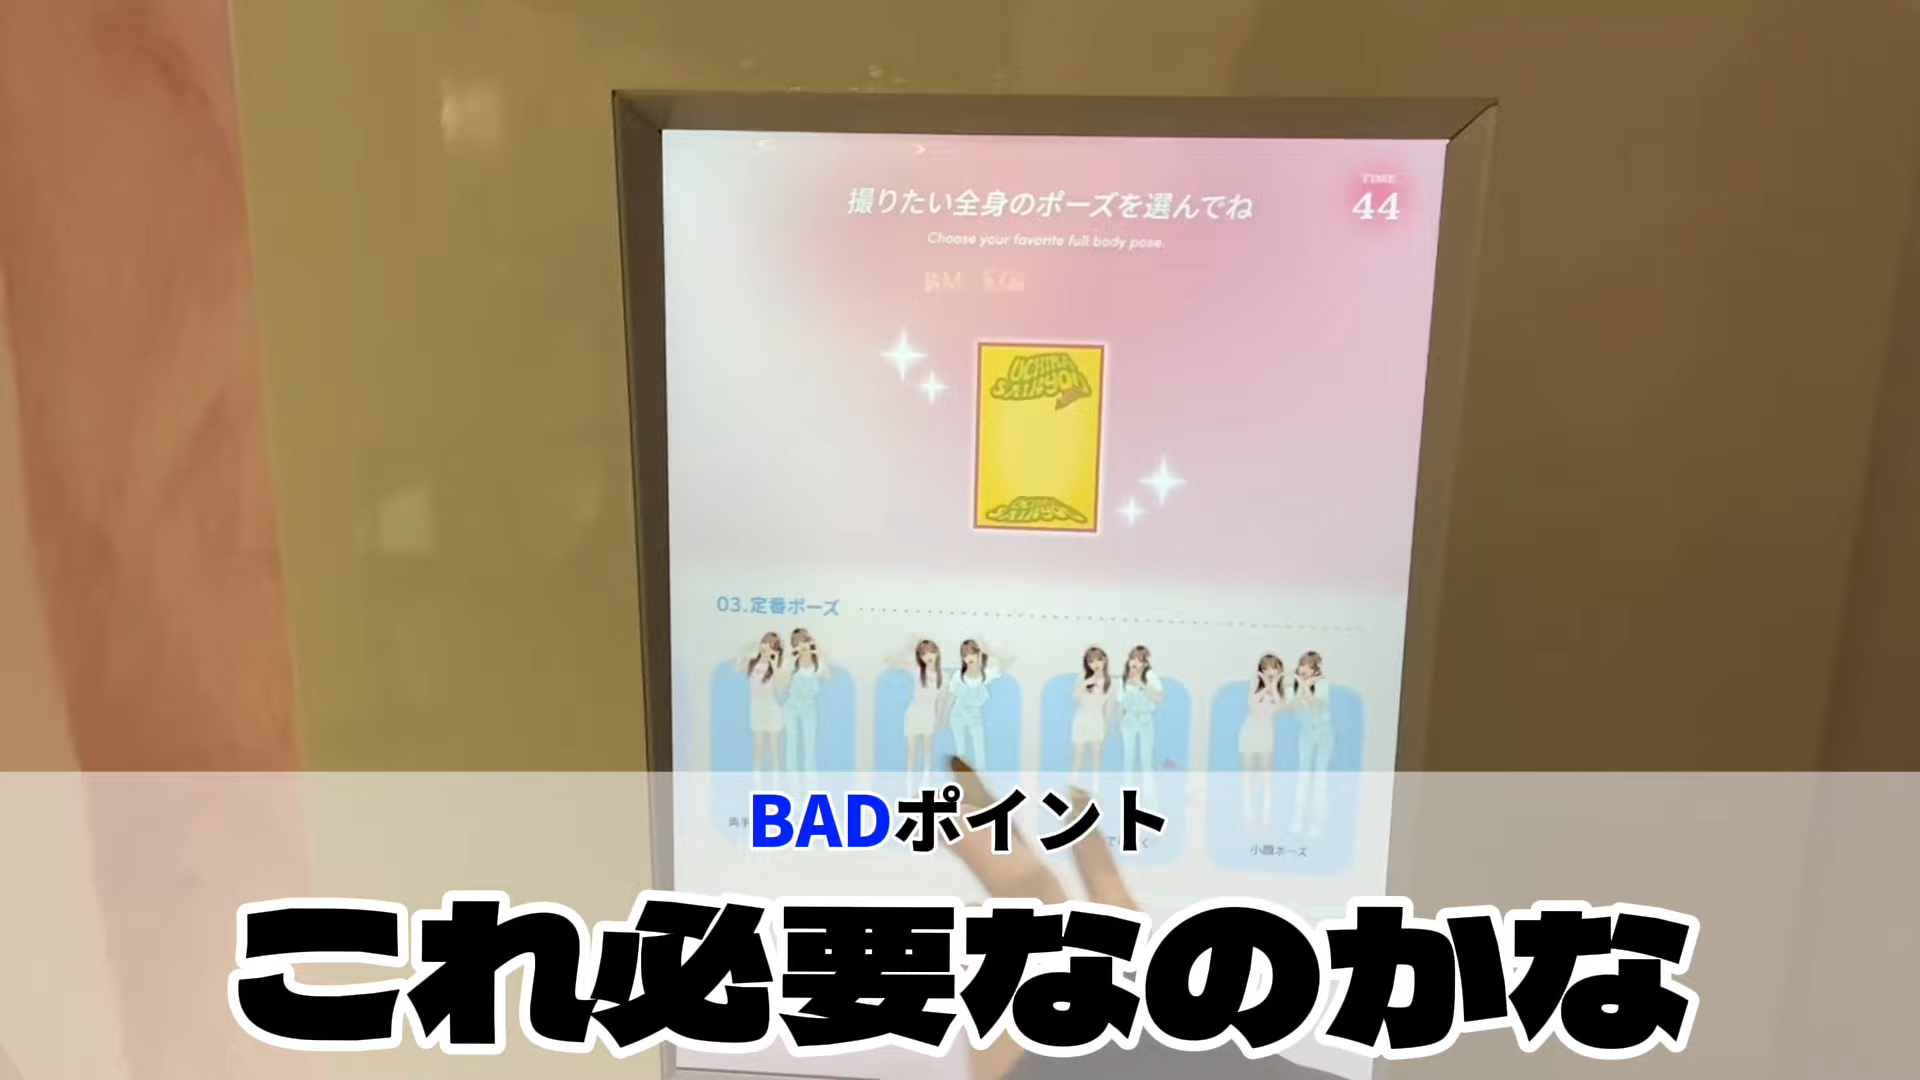 撮りたい全身のポーズを選んでね
Choose your favorite full body pose.
TIME
44
UCHIRA
SAIKYO
03.定番ポーズ
小顔ポーズ
BADポイント
これ必要なのかな